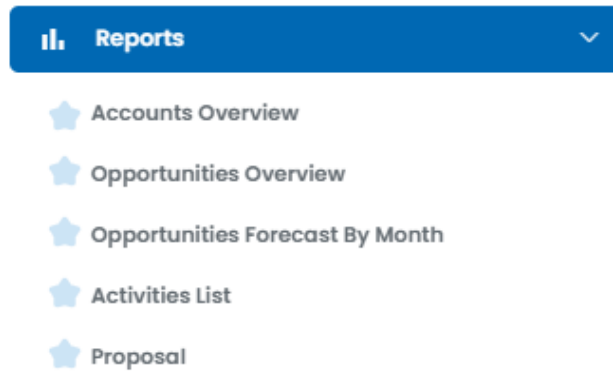 Reports
Accounts Overview
Opportunities Overview
Opportunities Forecast By Month
Activities List
Proposal